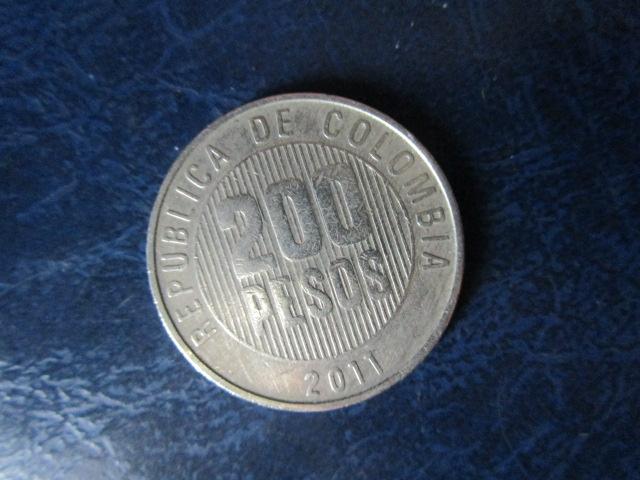 REPUBLICA DE COLOMBIA
200
PESOS
2011